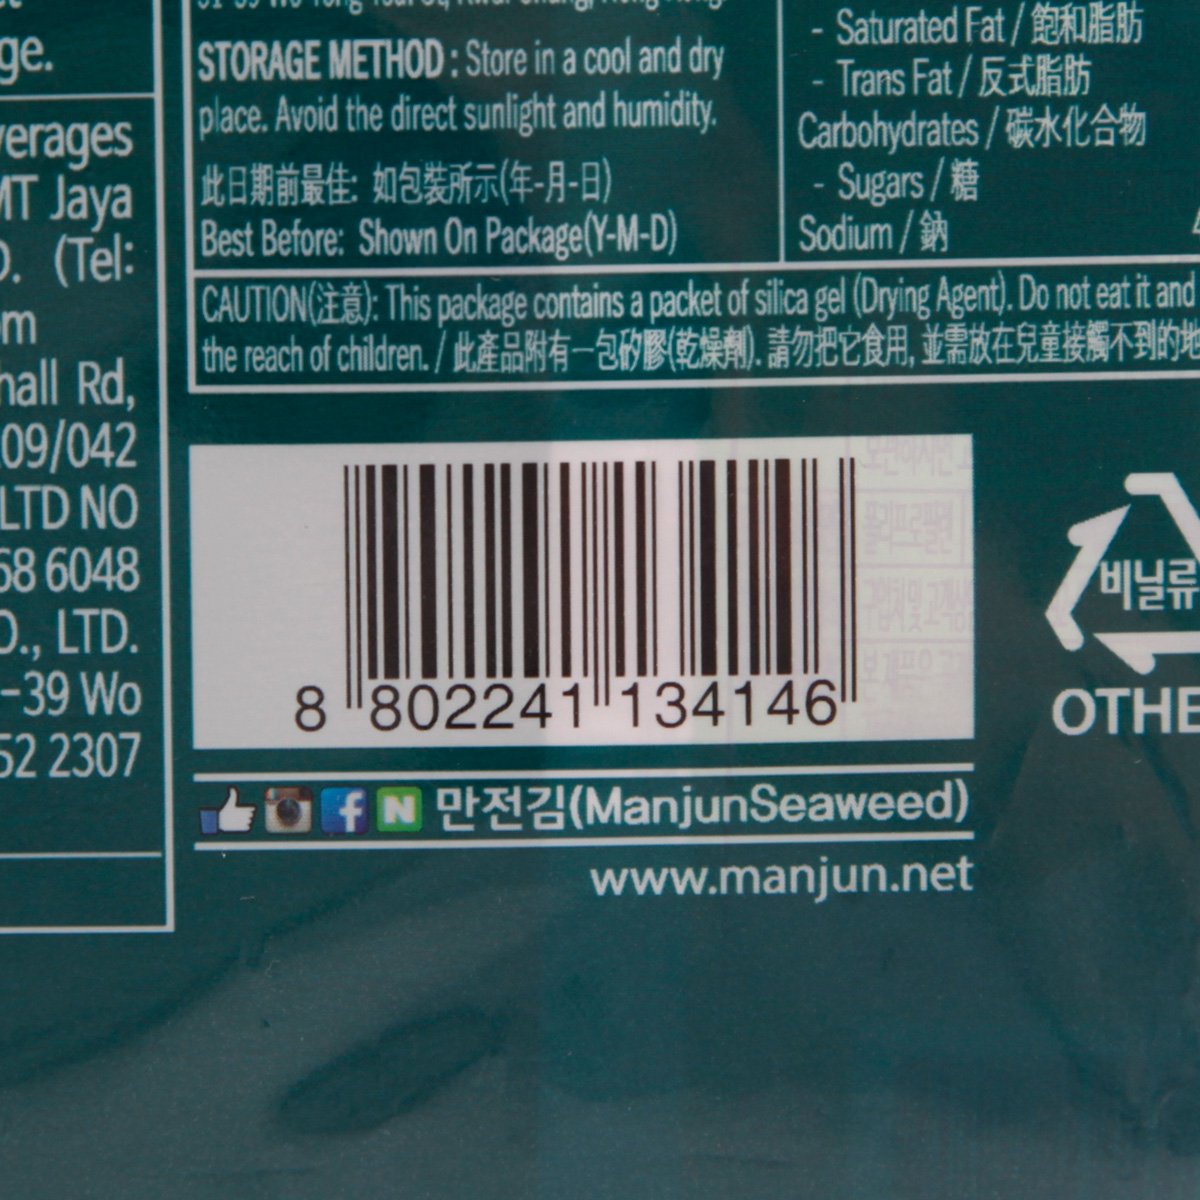 ge.
verages
MT Jaya
D. (Tel:
om
hall Rd,
09/042
LTD NO
68 6048
O., LTD.
-39 Wo
52 2307
STORAGE METHOD : Store in a cool and dry
place. Avoid the direct sunlight and humidity.
此日期前最佳: 如包裝所示(年-月-日)
Best Before: Shown On Package(Y-M-D)
- Saturated Fat / 飽和脂肪
- Trans Fat / 反式脂肪
Carbohydrates / 碳水化合物
- Sugars / 糖
Sodium / 鈉
CAUTION(注意): This package contains a packet of silica gel (Drying Agent). Do not eat it and
the reach of children. / 此產品附有一包矽膠(乾燥劑). 請勿把它食用, 並需放在兒童接觸不到的地
8 802241 134146
비닐류
OTHE
f N 만전김(ManjunSeaweed)
www.manjun.net